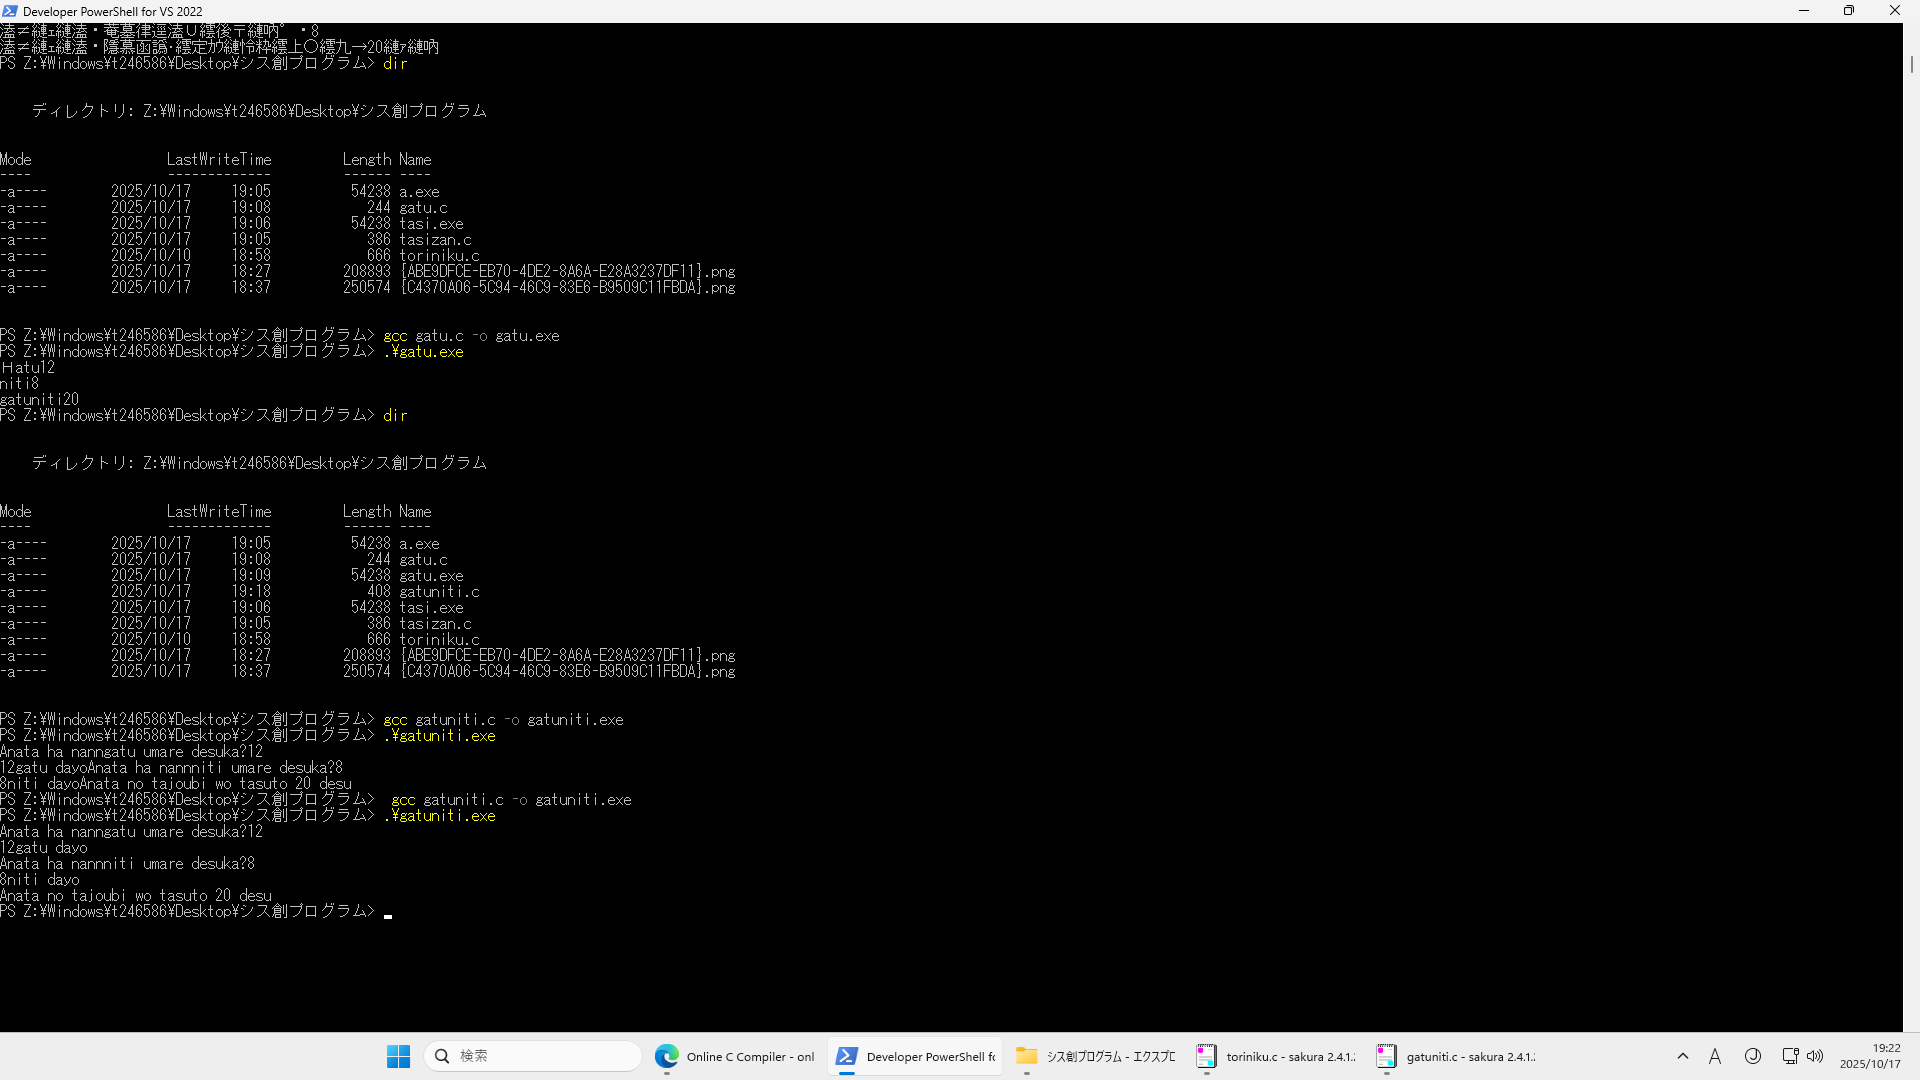 Developer PowerShell for VS 2022
PS Z:¥Windows¥t246586¥Desktop¥シス創プログラム> dir
ディレクトリ: Z:¥Windows¥t246586¥Desktop¥シス創プログラム
Mode LastWriteTime Length Name
---- ------------- ------ ----
-a---- 2025/10/17 19:05 54238 a.exe
-a---- 2025/10/17 19:08 244 gatu.c
-a---- 2025/10/17 19:06 54238 tasi.exe
-a---- 2025/10/17 19:05 386 tasizan.c
-a---- 2025/10/10 18:58 666 toriniku.c
-a---- 2025/10/17 18:27 208893 {ABE9DFCE-EB70-4DE2-8A6A-E28A3237DF11}.png
-a---- 2025/10/17 18:37 250574 {C4370A06-5C94-46C9-83E6-B9509C11FBDA}.png
PS Z:¥Windows¥t246586¥Desktop¥シス創プログラム> gcc gatu.c -o gatu.exe
PS Z:¥Windows¥t246586¥Desktop¥シス創プログラム> .¥gatu.exe
Hatu12
niti8
gatuniti20
PS Z:¥Windows¥t246586¥Desktop¥シス創プログラム> dir
ディレクトリ: Z:¥Windows¥t246586¥Desktop¥シス創プログラム
Mode LastWriteTime Length Name
---- ------------- ------ ----
-a---- 2025/10/17 19:05 54238 a.exe
-a---- 2025/10/17 19:08 244 gatu.c
-a---- 2025/10/17 19:09 54238 gatu.exe
-a---- 2025/10/17 19:18 408 gatuniti.c
-a---- 2025/10/17 19:06 54238 tasi.exe
-a---- 2025/10/17 19:05 386 tasizan.c
-a---- 2025/10/10 18:58 666 toriniku.c
-a---- 2025/10/17 18:27 208893 {ABE9DFCE-EB70-4DE2-8A6A-E28A3237DF11}.png
-a---- 2025/10/17 18:37 250574 {C4370A06-5C94-46C9-83E6-B9509C11FBDA}.png
PS Z:¥Windows¥t246586¥Desktop¥シス創プログラム> gcc gatuniti.c -o gatuniti.exe
PS Z:¥Windows¥t246586¥Desktop¥シス創プログラム> .¥gatuniti.exe
Anata ha nanngatu umare desuka?12
12gatu dayoAnata ha nannniti umare desuka?8
8niti dayoAnata no tajoubi wo tasuto 20 desu
PS Z:¥Windows¥t246586¥Desktop¥シス創プログラム>  gcc gatuniti.c -o gatuniti.exe
PS Z:¥Windows¥t246586¥Desktop¥シス創プログラム> .¥gatuniti.exe
Anata ha nanngatu umare desuka?12
12gatu dayo
Anata ha nannniti umare desuka?8
8niti dayo
Anata no tajoubi wo tasuto 20 desu
PS Z:¥Windows¥t246586¥Desktop¥シス創プログラム>
検索
Online C Compiler - onl
Developer PowerShell fo
シス創プログラム - エクスプロ
toriniku.c - sakura 2.4.1.
gatuniti.c - sakura 2.4.1.
A
19:22
2025/10/17